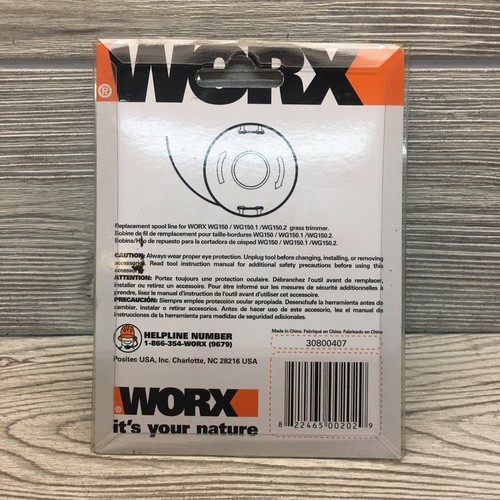 WORX
®
Replacement spool line for WORX WG150 / WG150.1 /WG150.2 grass trimmer.
Bobine de fil de remplacement pour taille-bordures WG150 / WG150.1 /WG150.2.
de repuesto para la cortadora de césped WG150 / WG150.1 /WG150.2.
CAUTION: Always wear proper eye protection. Unplug tool before changing, installing, or removing
accessories. Read tool instruction manual for additional safety precautions before using this
accessory.
ATTENTION: Portez toujours une protection oculaire. Débranchez l'outil avant de remplacer,
installer ou retirez un accessoire. Pour être informé sur les mesures de sécurité additionnelles à
prendre, lisez le manuel d'instruction de l'outil avant d'utiliser cet accessoire.
PRECAUCIÓN: Siempre emplee protección ocular apropiada. Desenchufe la herramienta antes de
cambiar, instalar o retirar un accesorio. Antes de hacer uso de este accesorio, lea el manual de
instrucciones de la herramienta para medidas de seguridad adicionales.
HELPLINE NUMBER
1-866-354-WORX (9679)
Positec USA, Inc. Charlotte, NC 28216 USA
Made in China. Fabriqué en Chine. Fabricado en China
30800407
®WORX
it's your nature
8 22465 00202 9